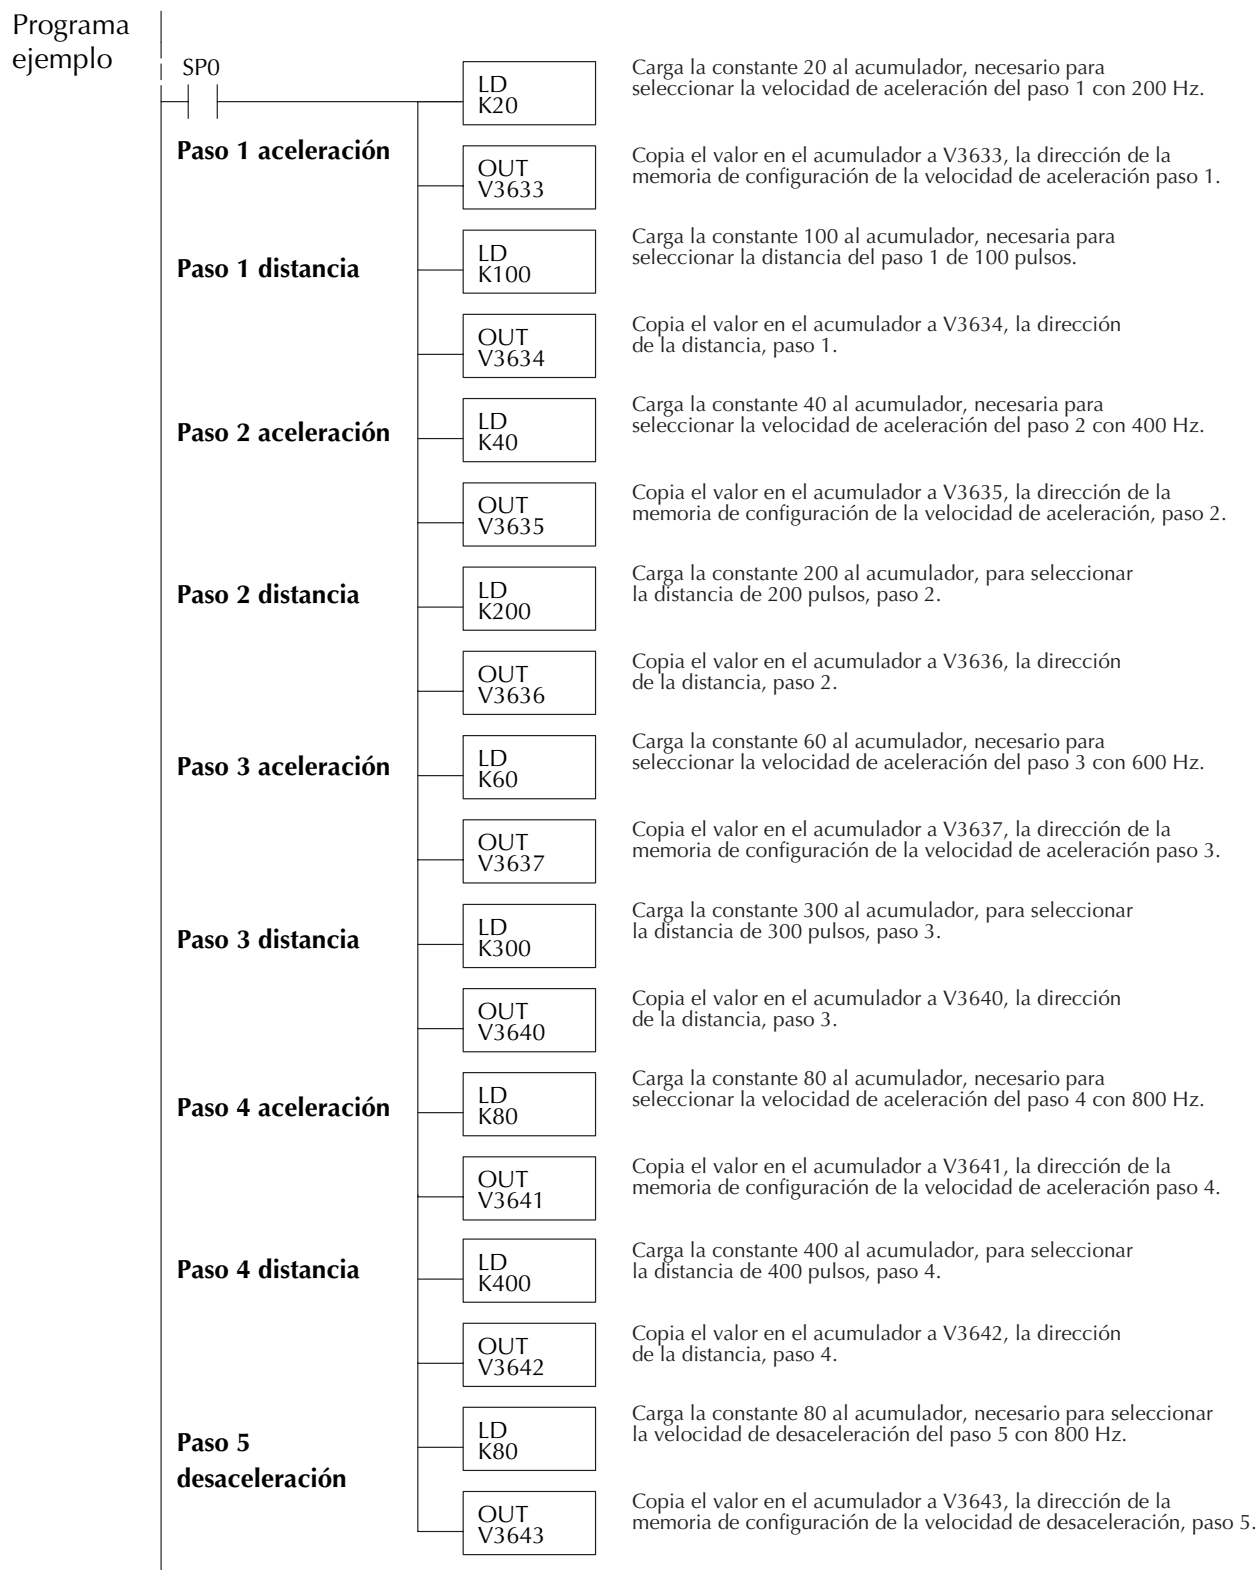 Programa
ejemplo
SP0
LD
K20
Carga la constante 20 al acumulador, necesario para
seleccionar la velocidad de aceleración del paso 1 con 200 Hz.
Paso 1 aceleración
OUT
V3633
Copia el valor en el acumulador a V3633, la dirección de la
memoria de configuración de la velocidad de aceleración paso 1.
Paso 1 distancia
LD
K100
Carga la constante 100 al acumulador, necesaria para
seleccionar la distancia del paso 1 de 100 pulsos.
OUT
V3634
Copia el valor en el acumulador a V3634, la dirección
de la distancia, paso 1.
Paso 2 aceleración
LD
K40
Carga la constante 40 al acumulador, necesaria para
seleccionar la velocidad de aceleración del paso 2 con 400 Hz.
OUT
V3635
Copia el valor en el acumulador a V3635, la dirección de la
memoria de configuración de la velocidad de aceleración, paso 2.
Paso 2 distancia
LD
K200
Carga la constante 200 al acumulador, para seleccionar
la distancia de 200 pulsos, paso 2.
OUT
V3636
Copia el valor en el acumulador a V3636, la dirección
de la distancia, paso 2.
Paso 3 aceleración
LD
K60
Carga la constante 60 al acumulador, necesario para
seleccionar la velocidad de aceleración del paso 3 con 600 Hz.
OUT
V3637
Copia el valor en el acumulador a V3637, la dirección de la
memoria de configuración de la velocidad de aceleración paso 3.
Paso 3 distancia
LD
K300
Carga la constante 300 al acumulador, para seleccionar
la distancia de 300 pulsos, paso 3.
OUT
V3640
Copia el valor en el acumulador a V3640, la dirección
de la distancia, paso 3.
Paso 4 aceleración
LD
K80
Carga la constante 80 al acumulador, necesario para
seleccionar la velocidad de aceleración del paso 4 con 800 Hz.
OUT
V3641
Copia el valor en el acumulador a V3641, la dirección de la
memoria de configuración de la velocidad de aceleración paso 4.
Paso 4 distancia
LD
K400
Carga la constante 400 al acumulador, para seleccionar
la distancia de 400 pulsos, paso 4.
OUT
V3642
Copia el valor en el acumulador a V3642, la dirección
de la distancia, paso 4.
Paso 5
desaceleración
LD
K80
Carga la constante 80 al acumulador, necesario para seleccionar
la velocidad de desaceleración del paso 5 con 800 Hz.
OUT
V3643
Copia el valor en el acumulador a V3643, la dirección de la
memoria de configuración de la velocidad de desaceleración, paso 5.